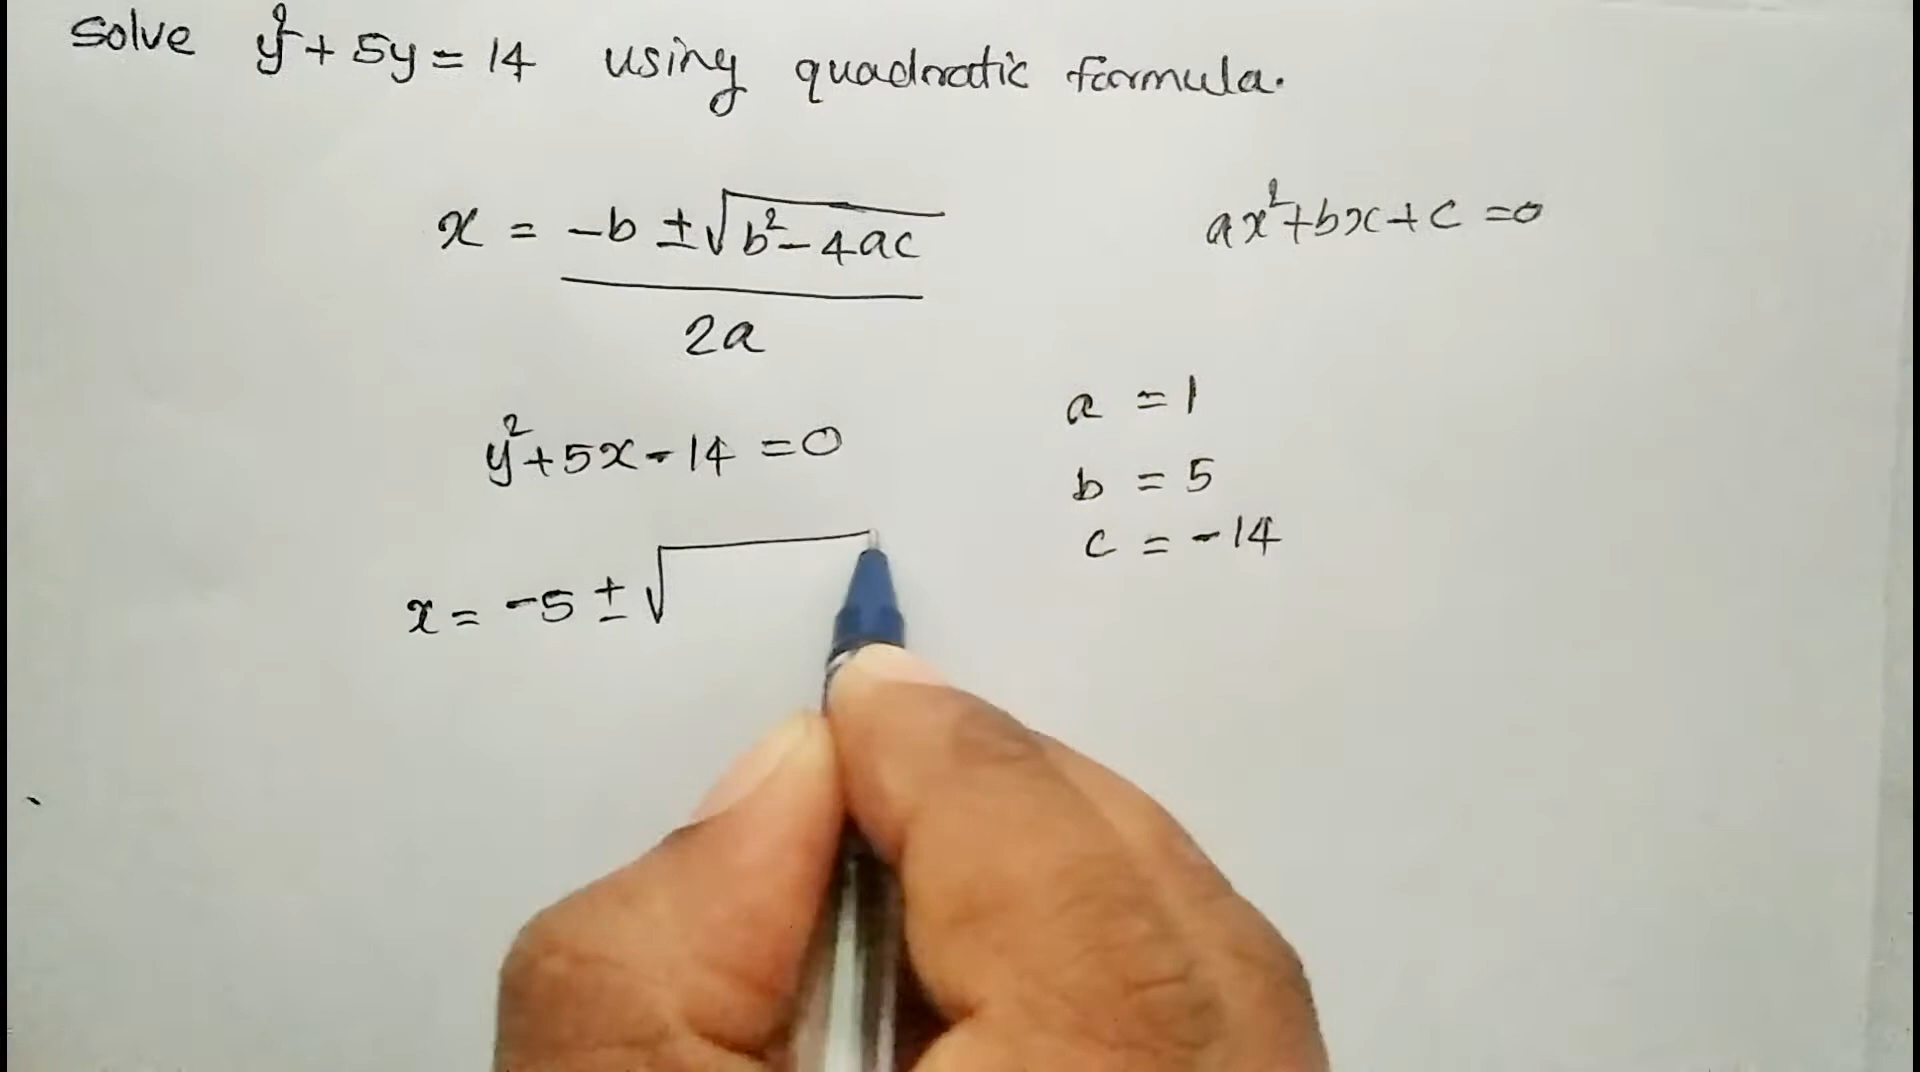 Solve y²+5y=14 using quadratic formula.
x = -b ±√b²-4ac
2a
ax²+bx+c=0
y²+5x-14=0
a=1
b=5
c=-14
x=-5±√